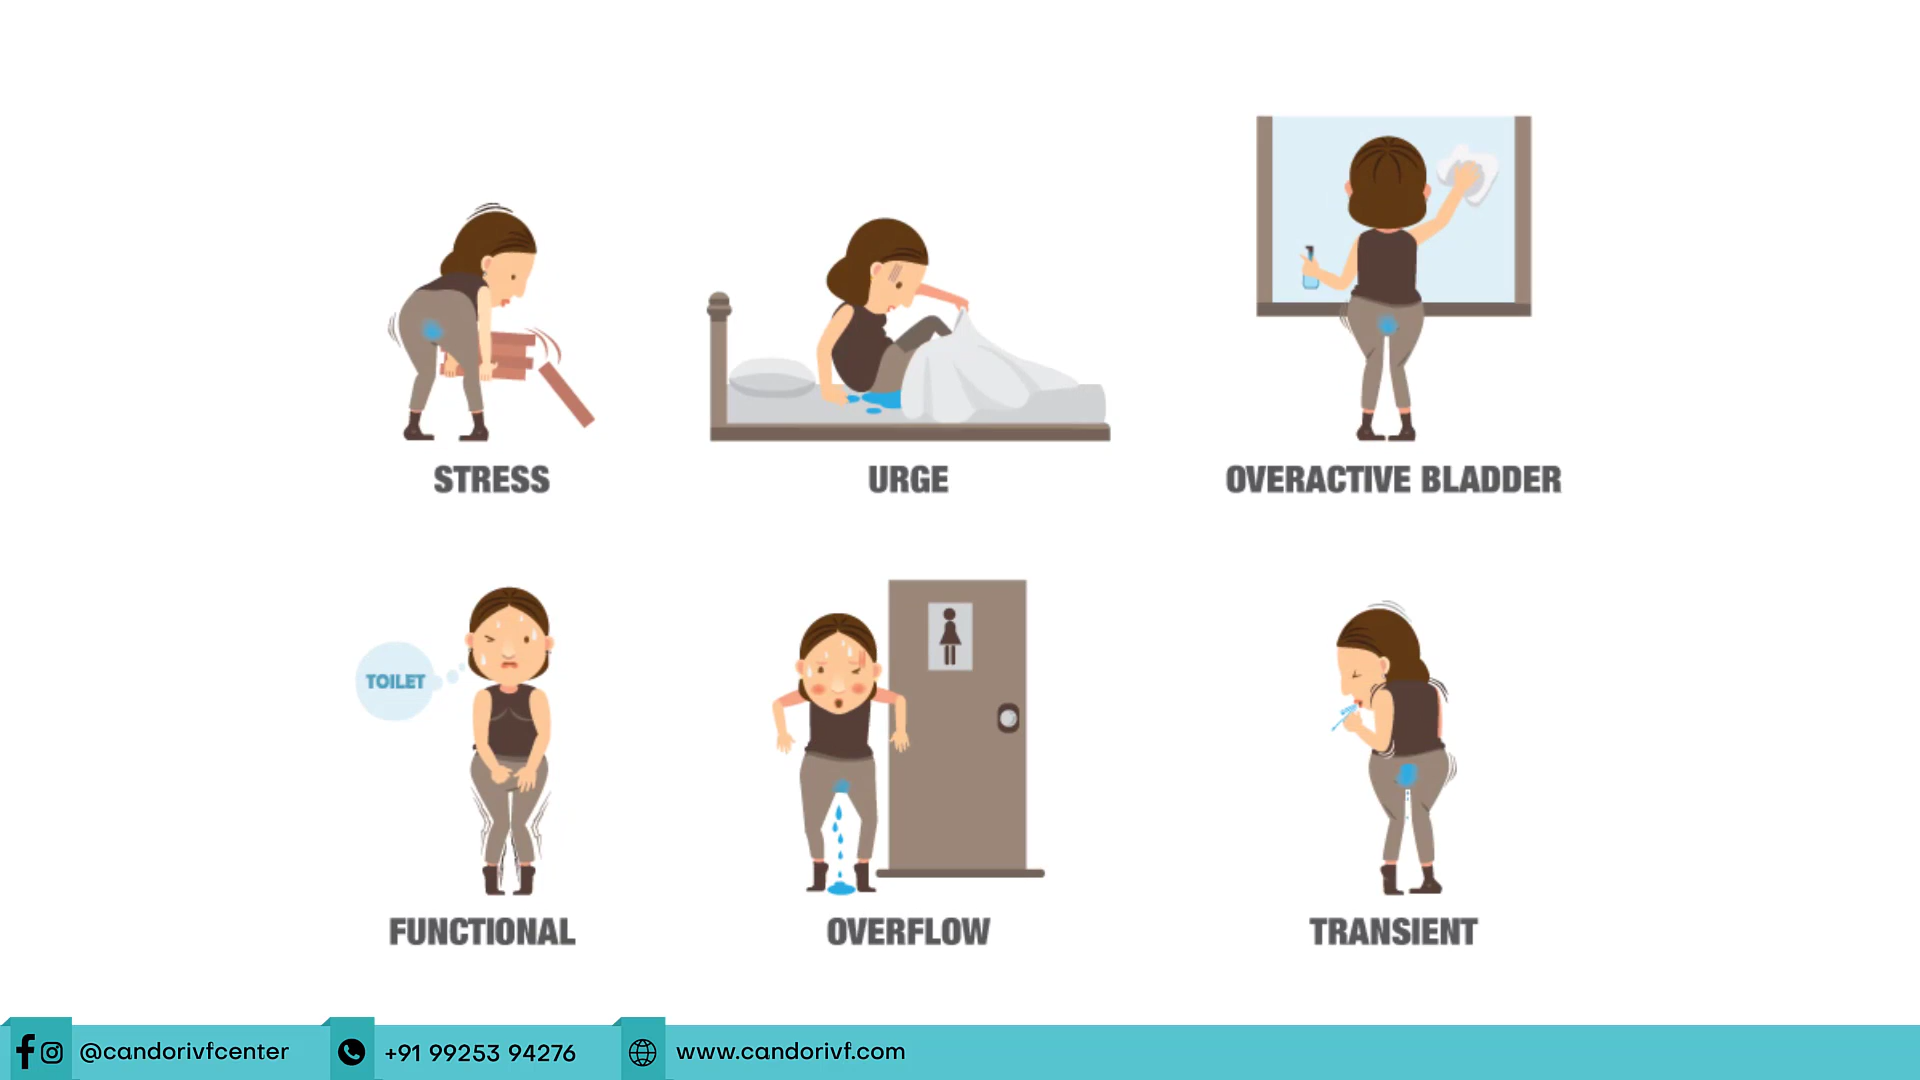 STRESS
URGE
OVERACTIVE BLADDER
TOILET
FUNCTIONAL
OVERFLOW
TRANSIENT
@candorivfcenter
+91 99253 94276
www.candorivf.com